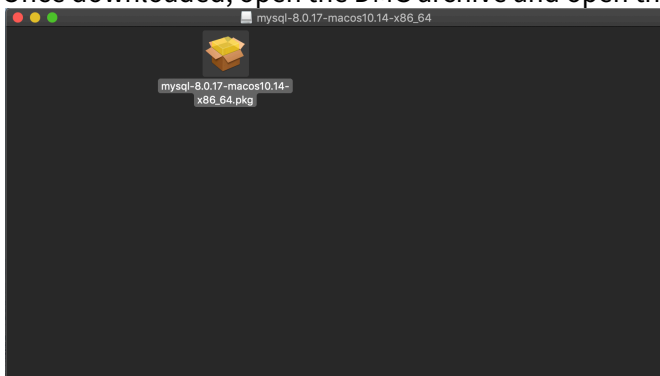 Once downloaded, open the DMG archive and open th
mysql-8.0.17-macos10.14-x86_64
mysql-8.0.17-macos10.14-
x86_64.pkg